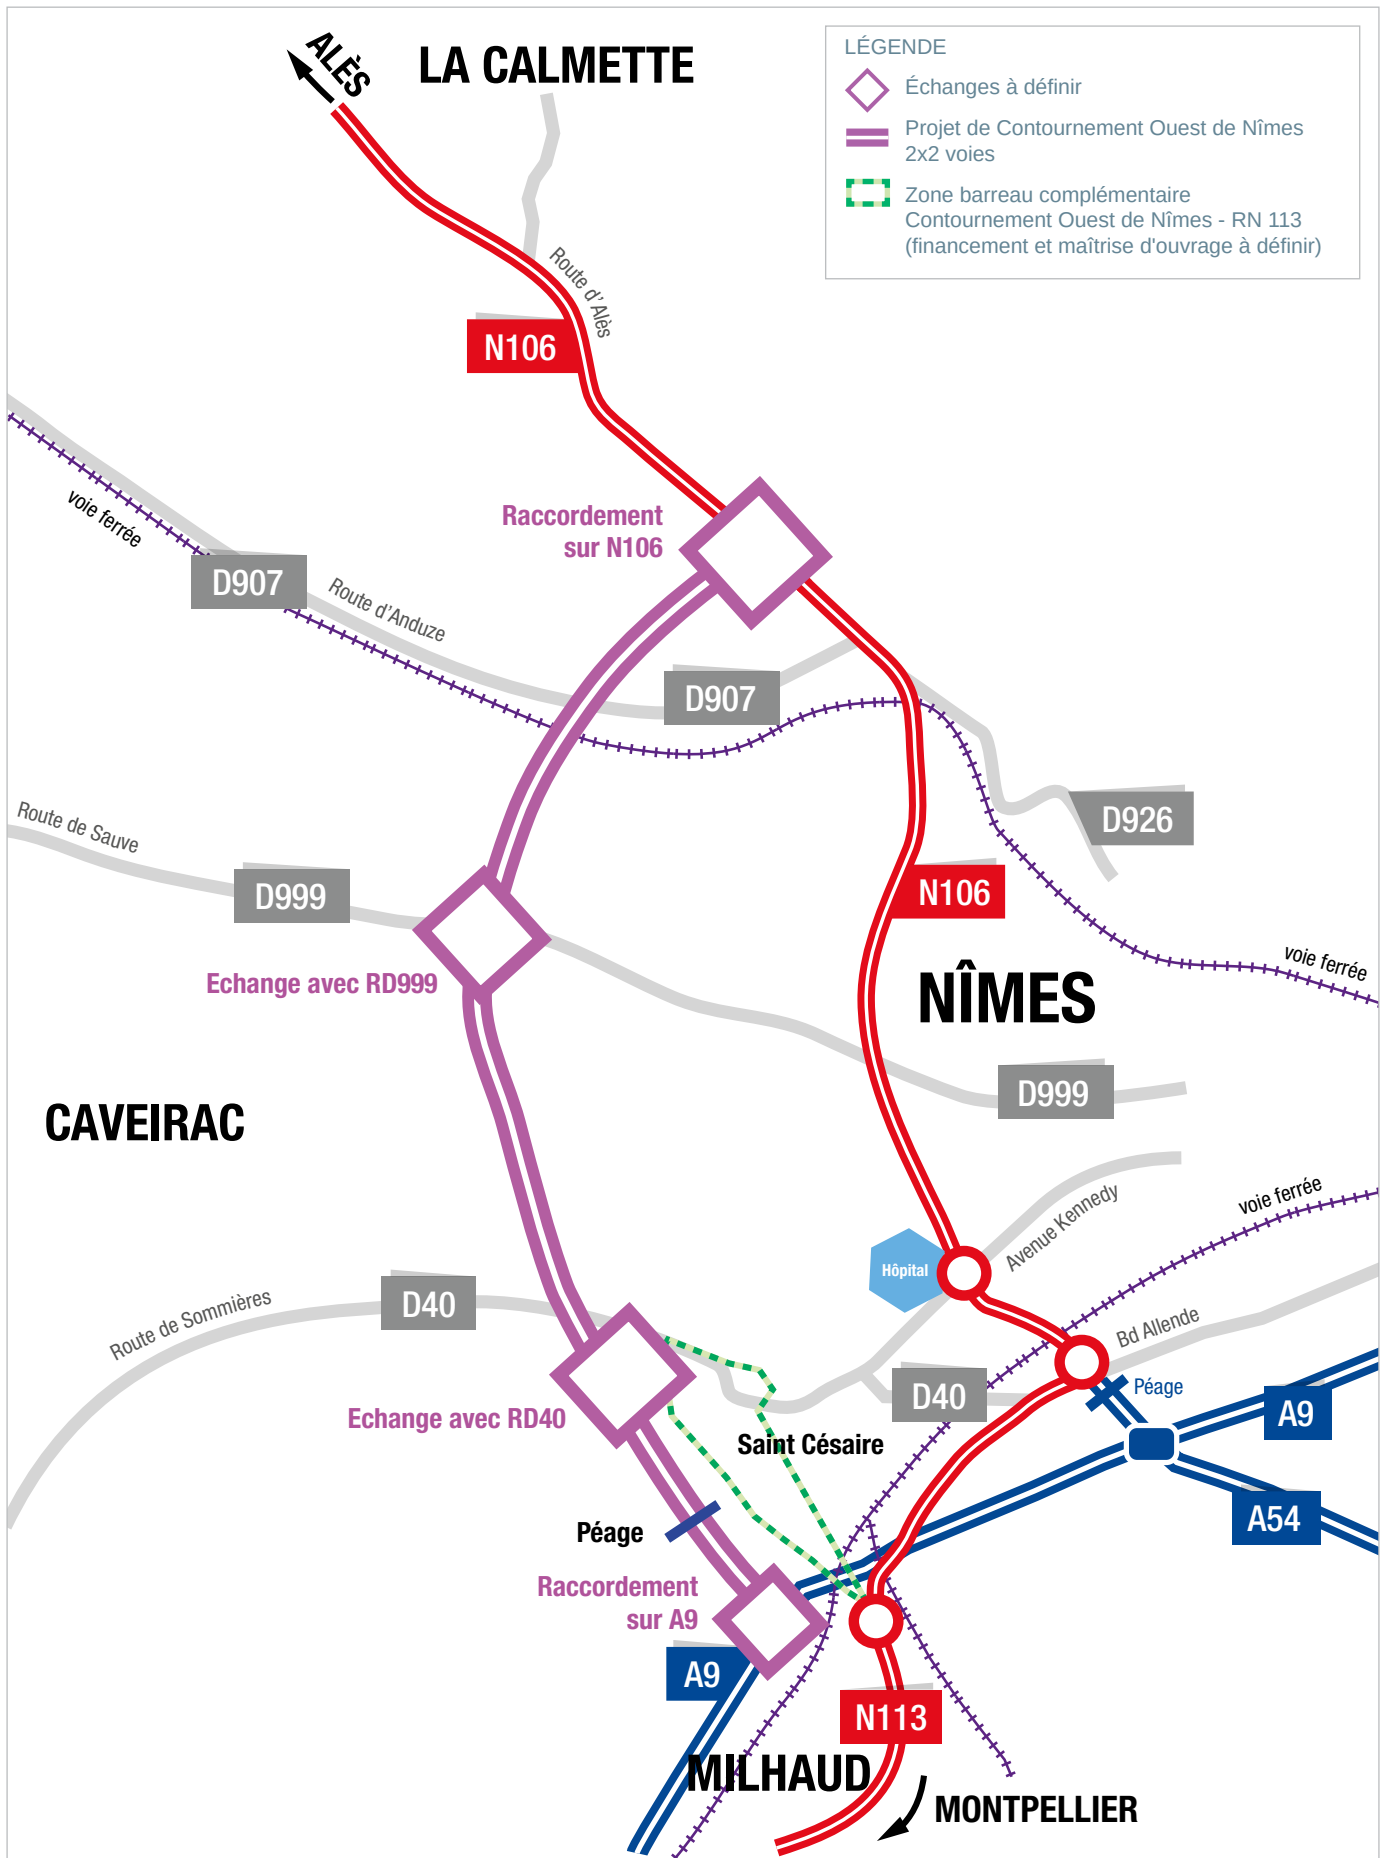 ALÈS
LA CALMETTE
LÉGENDE
Échanges à définir
Projet de Contournement Ouest de Nîmes
2x2 voies
Zone barreau complémentaire
Contournement Ouest de Nîmes - RN 113
(financement et maîtrise d'ouvrage à définir)
Route d'Alès
N106
voie ferrée
Raccordement
sur N106
D907
Route d'Anduze
D907
Route de Sauve
D926
D999
N106
Echange avec RD999
voie ferrée
NÎMES
D999
CAVEIRAC
Avenue Kennedy
voie ferrée
Hôpital
Route de Sommières
D40
Bd Allende
Péage
D40
A9
Echange avec RD40
Saint Césaire
A54
Péage
Raccordement
sur A9
A9
N113
MILHAUD
MONTPELLIER